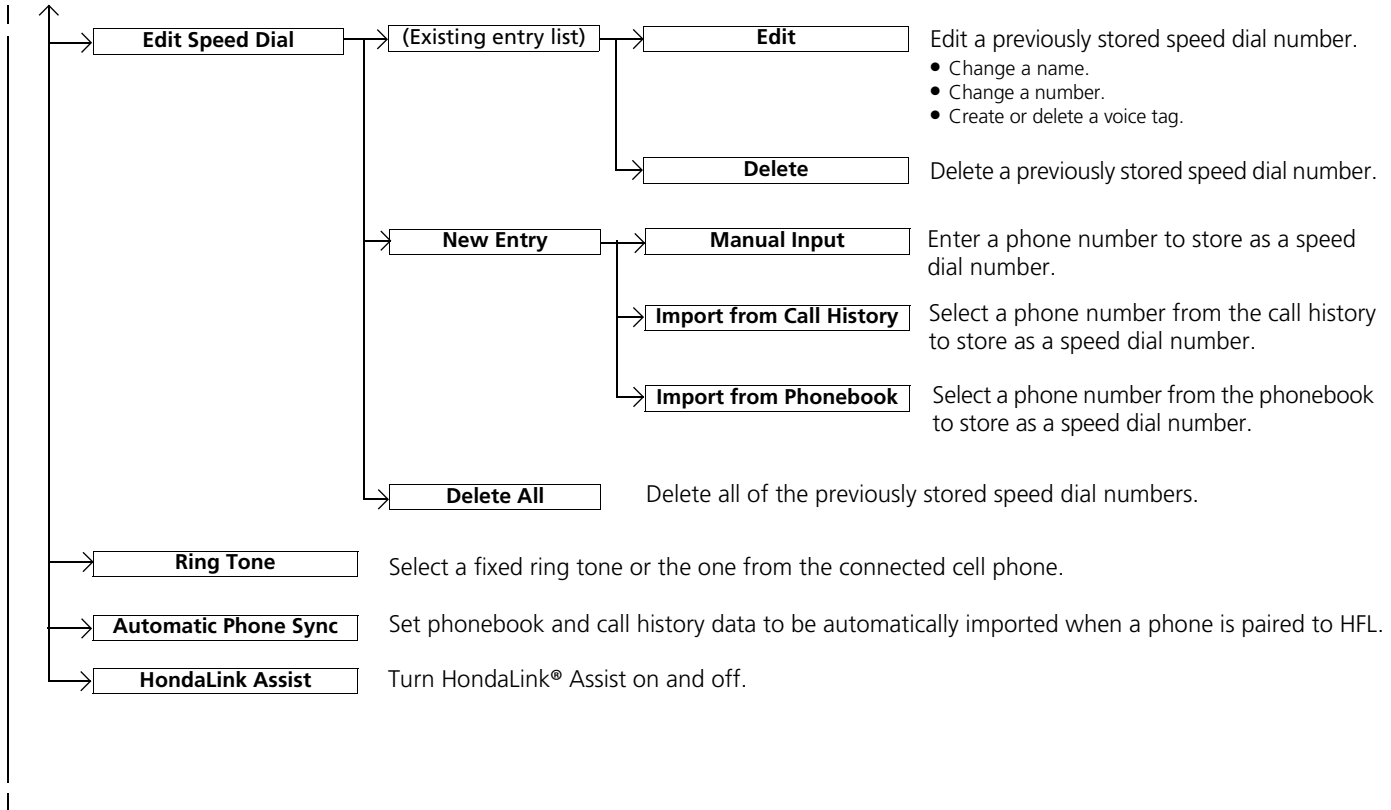 Edit Speed Dial
(Existing entry list)
Edit
Edit a previously stored speed dial number.
• Change a name.
• Change a number.
• Create or delete a voice tag.
Delete
Delete a previously stored speed dial number.
New Entry
Manual Input
Enter a phone number to store as a speed
dial number.
Import from Call History
Select a phone number from the call history
to store as a speed dial number.
Import from Phonebook
Select a phone number from the phonebook
to store as a speed dial number.
Delete All
Delete all of the previously stored speed dial numbers.
Ring Tone
Select a fixed ring tone or the one from the connected cell phone.
Automatic Phone Sync
Set phonebook and call history data to be automatically imported when a phone is paired to HFL.
HondaLink Assist
Turn HondaLink® Assist on and off.